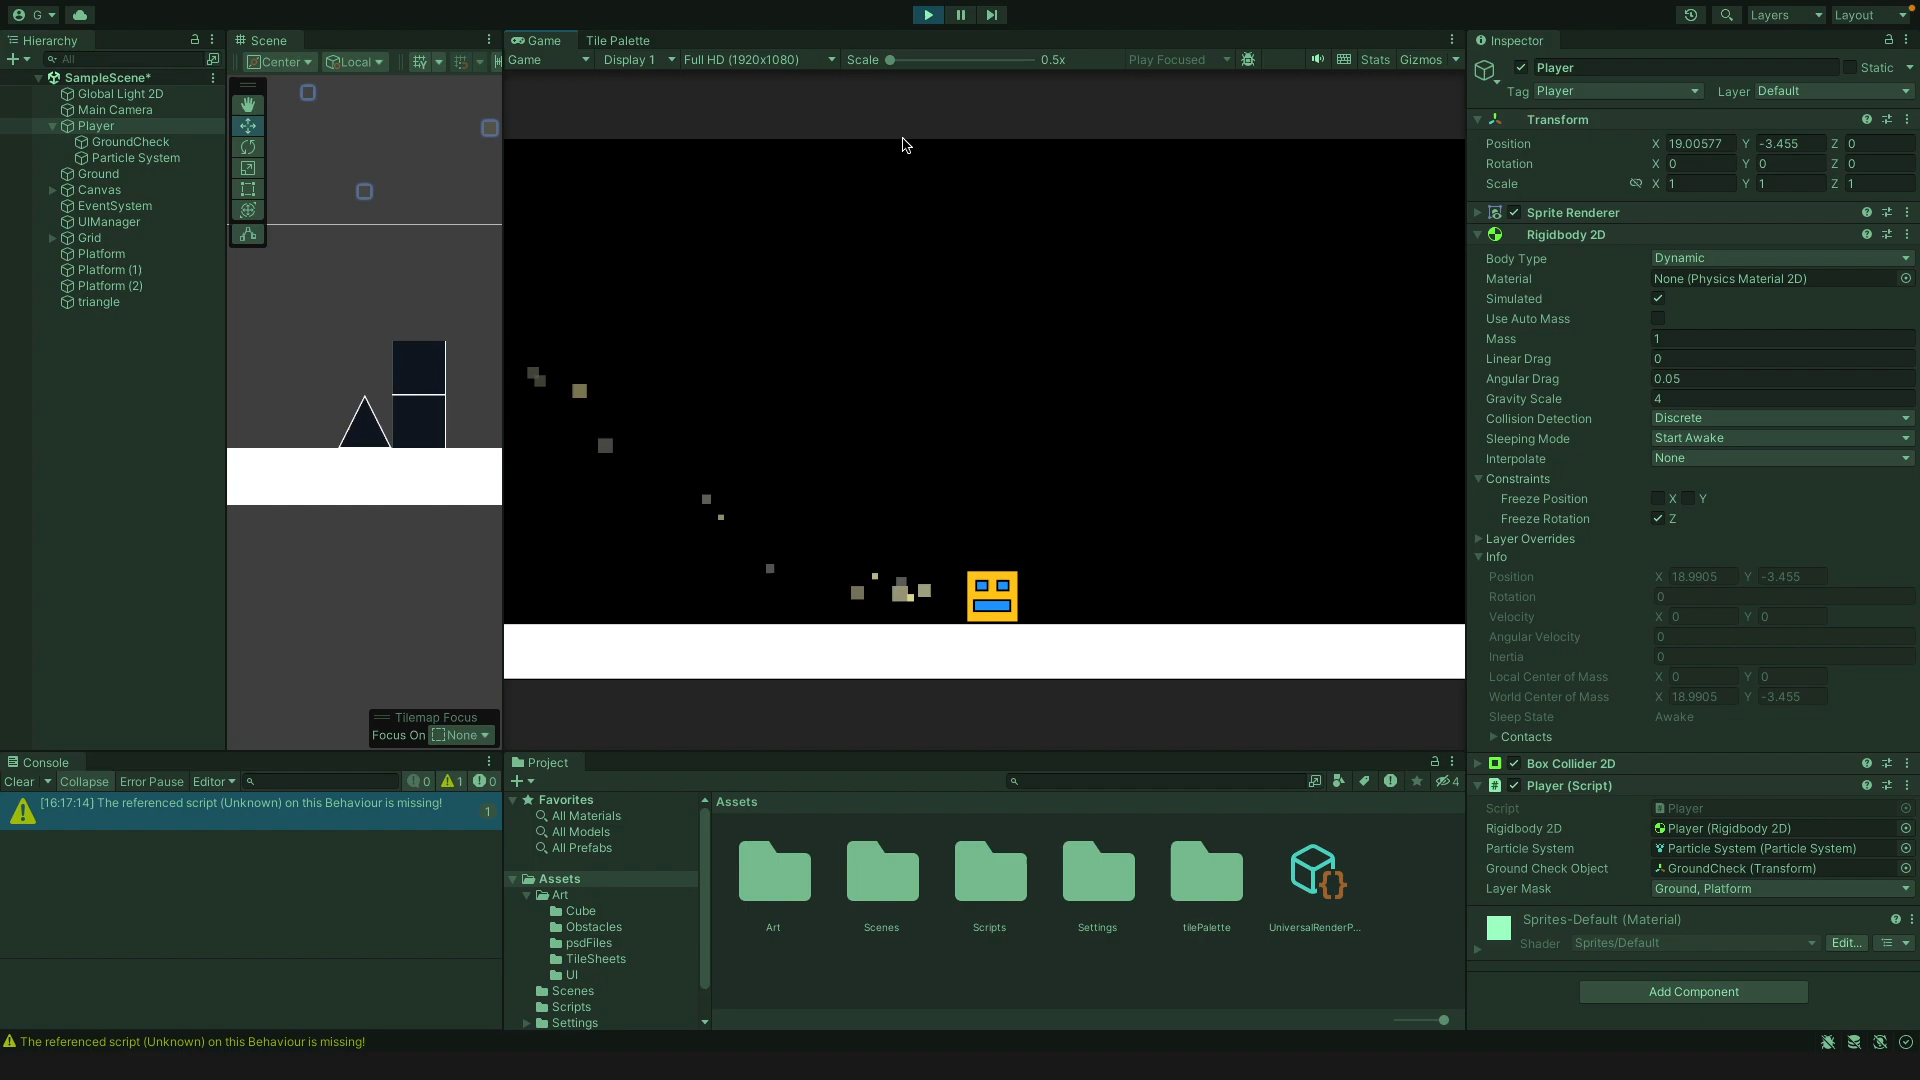 G
Layers
Layout
Hierarchy
All
SampleScene*
Global Light 2D
Main Camera
Player
GroundCheck
Particle System
Ground
Canvas
EventSystem
UIManager
Grid
Platform
Platform (1)
Platform (2)
triangle
Scene
Center
Local
Tilemap Focus
Focus On
None
Game
Tile Palette
Game
Display 1
Full HD (1920x1080)
Scale
0.5x
Play Focused
Stats
Gizmos
Inspector
Player
Static
Tag
Player
Layer
Default
Transform
Position
X 19.00577 Y -3.455 Z 0
Rotation
X 0 Y 0 Z 0
Scale
X 1 Y 1 Z 1
Sprite Renderer
Rigidbody 2D
Body Type
Dynamic
Material
None (Physics Material 2D)
Simulated
Use Auto Mass
Mass
1
Linear Drag
0
Angular Drag
0.05
Gravity Scale
4
Collision Detection
Discrete
Sleeping Mode
Start Awake
Interpolate
None
Constraints
Freeze Position
X Y
Freeze Rotation
Z
Layer Overrides
Info
Position
X 18.9905 Y -3.455
Rotation
0
Velocity
X 0 Y 0
Angular Velocity
0
Inertia
0
Local Center of Mass
X 0 Y 0
World Center of Mass
X 18.9905 Y -3.455
Sleep State
Awake
Contacts
Box Collider 2D
Player (Script)
Script
Player
Rigidbody 2D
Player (Rigidbody 2D)
Particle System
Particle System (Particle System)
Ground Check Object
GroundCheck (Transform)
Layer Mask
Ground, Platform
Sprites-Default (Material)
Shader
Sprites/Default
Edit...
Add Component
Console
Clear
Collapse
Error Pause
Editor
0
1
0
[16:17:14] The referenced script (Unknown) on this Behaviour is missing!
1
Project
4
Favorites
All Materials
All Models
All Prefabs
Assets
Art
Cube
Obstacles
psdFiles
TileSheets
UI
Scenes
Scripts
Settings
Assets
Art
Scenes
Scripts
Settings
tilePalette
UniversalRenderP...
The referenced script (Unknown) on this Behaviour is missing!